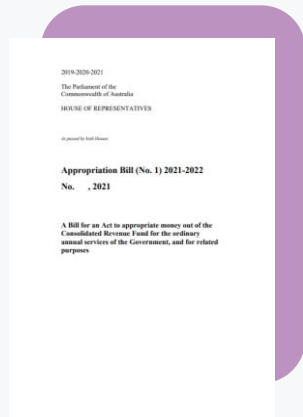 2019-2020-2021
The Parliament of the
Commonwealth of Australia
HOUSE OF REPRESENTATIVES
As passed by both Houses
Appropriation Bill (No. 1) 2021-2022
No. , 2021
A Bill for an Act to appropriate money out of the
Consolidated Revenue Fund for the ordinary
annual services of the Government, and for related
purposes